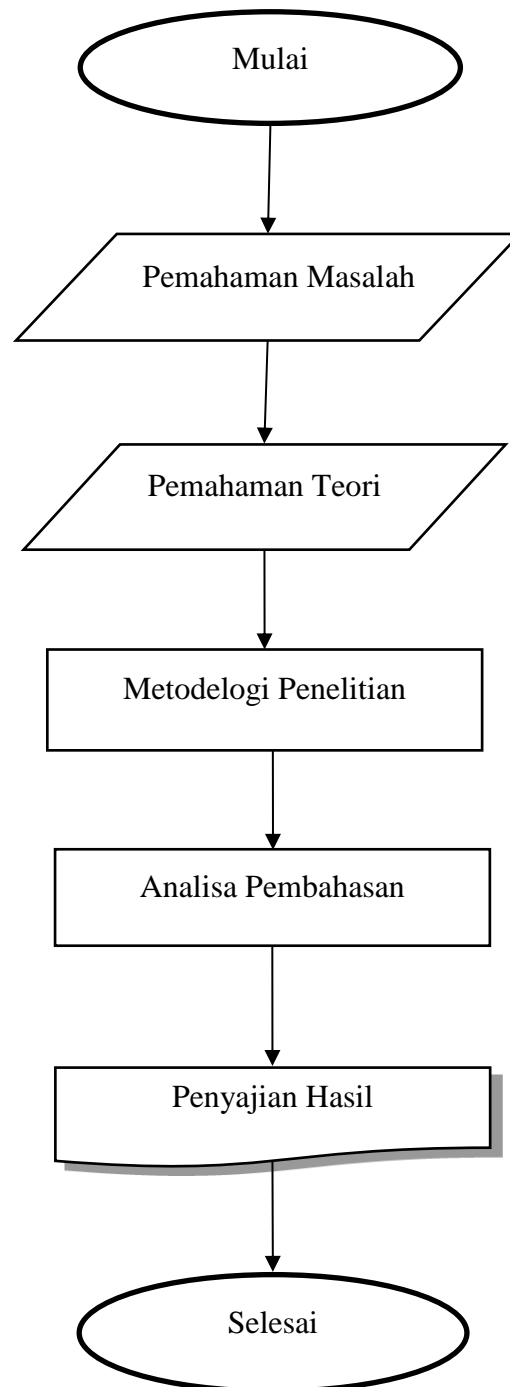 Mulai
Pemahaman Masalah
Pemahaman Teori
Metodelogi Penelitian
Analisa Pembahasan
Penyajian Hasil
Selesai